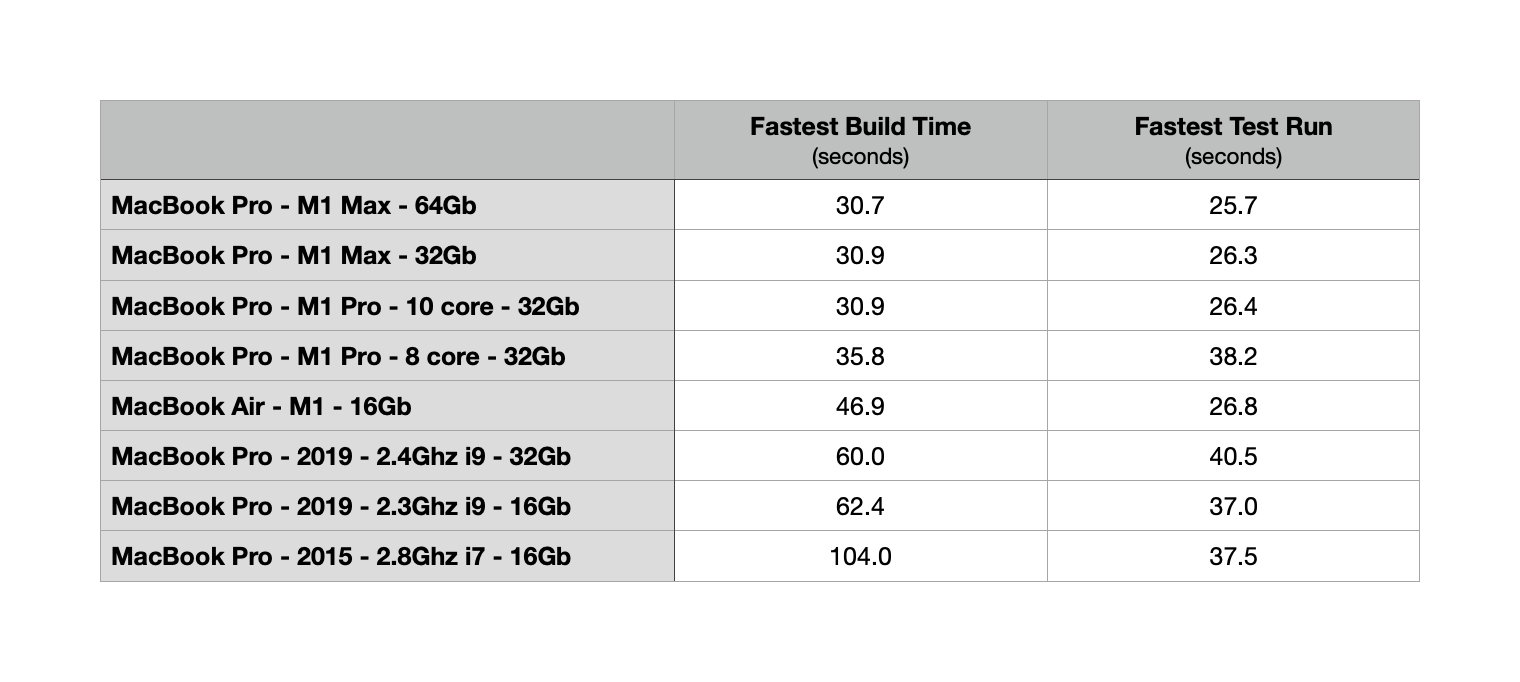 Fastest Build Time Fastest Test Run
(seconds) (seconds)
MacBook Pro - M1 Max - 64Gb 30.7 25.7
MacBook Pro - M1 Max - 32Gb 30.9 26.3
MacBook Pro - M1 Pro - 10 core - 32Gb 30.9 26.4
MacBook Pro - M1 Pro - 8 core - 32Gb 35.8 38.2
MacBook Air - M1 - 16Gb 46.9 26.8
MacBook Pro - 2019 - 2.4Ghz i9 - 32Gb 60.0 40.5
MacBook Pro - 2019 - 2.3Ghz i9 - 16Gb 62.4 37.0
MacBook Pro - 2015 - 2.8Ghz i7 - 16Gb 104.0 37.5